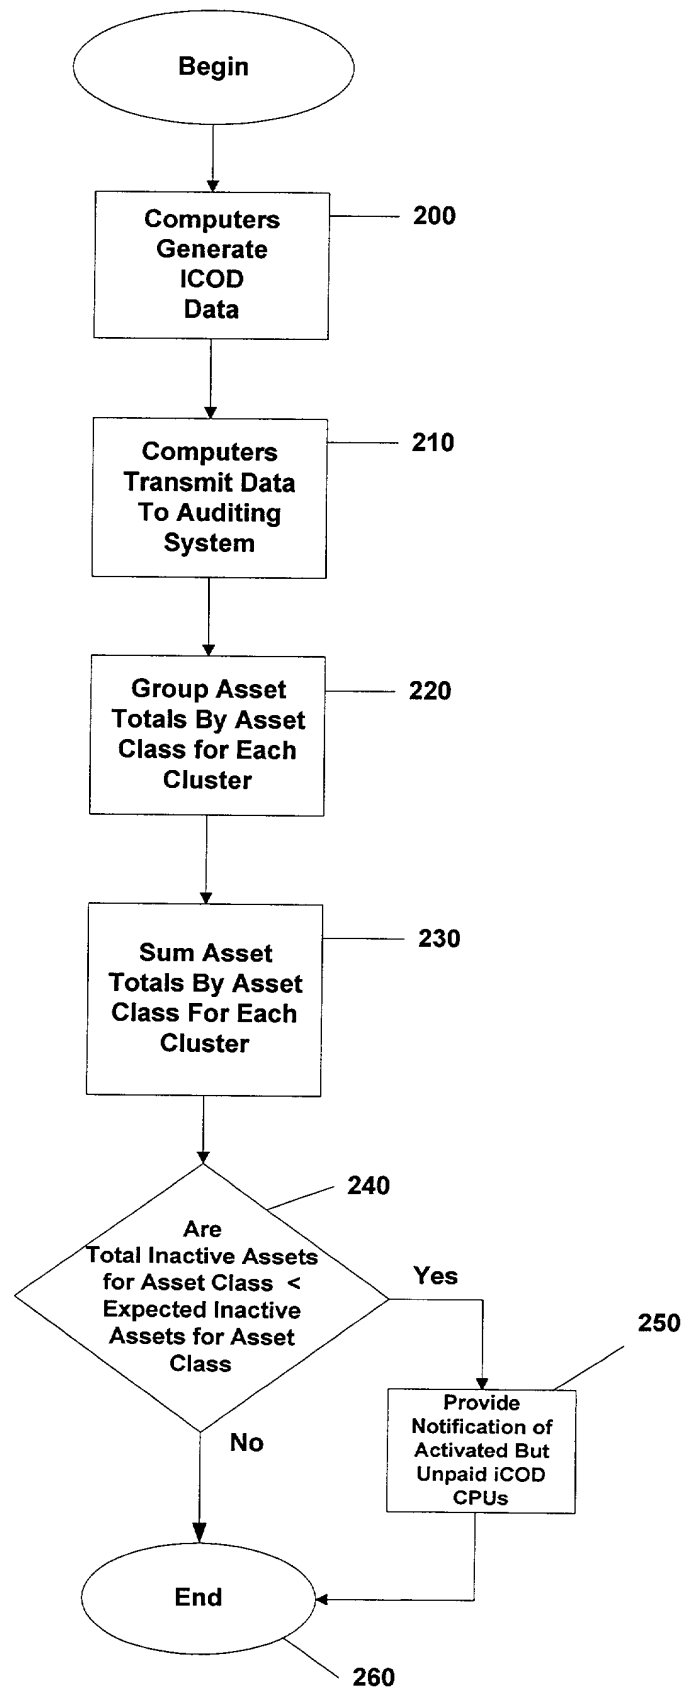 Begin
Computers
Generate
ICOD
Data
200
Computers
Transmit Data
To Auditing
System
210
Group Asset
Totals By Asset
Class for Each
Cluster
220
Sum Asset
Totals By Asset
Class For Each
Cluster
230
Are
Total Inactive Assets
for Asset Class <
Expected Inactive
Assets for Asset
Class
240
Yes
250
Provide
Notification of
Activated But
Unpaid iCOD
CPUs
No
End
260